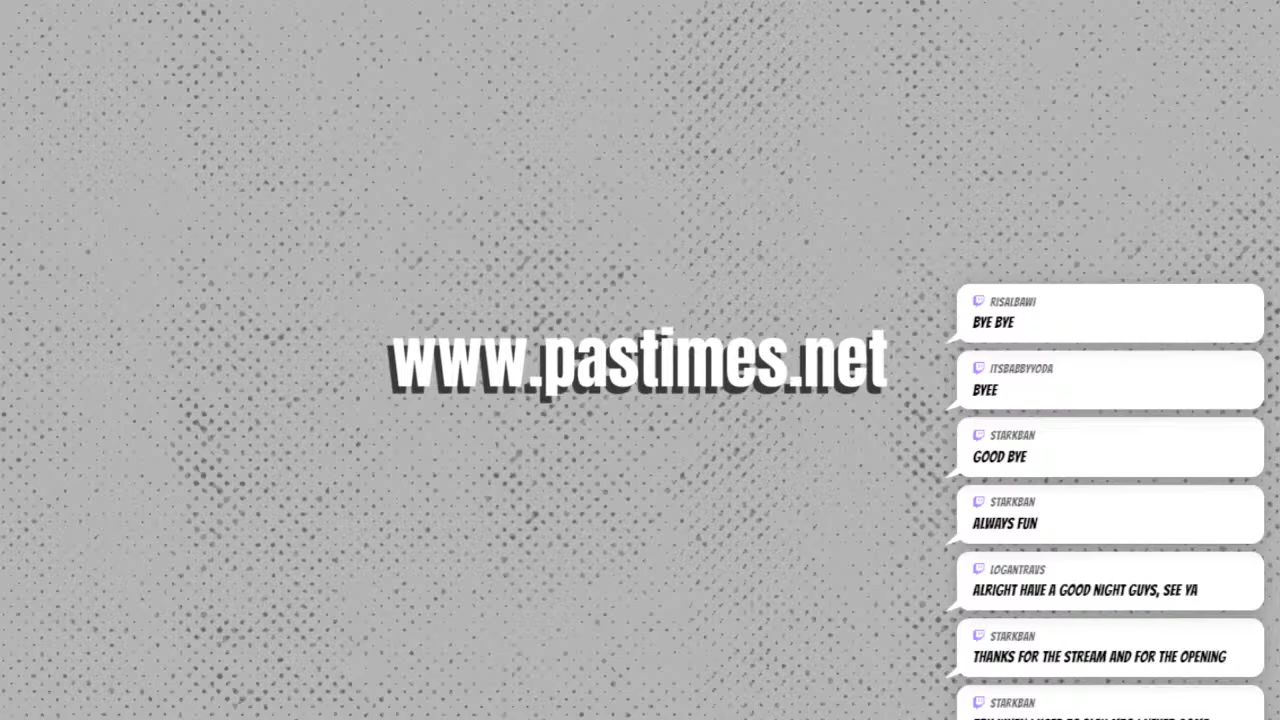 www.pastimes.net
RISALBAWI
BYE BYE
ITSBABBYYODA
BYEE
STARKBAN
GOOD BYE
STARKBAN
ALWAYS FUN
LOGANTRAVS
ALRIGHT HAVE A GOOD NIGHT GUYS, SEE YA
STARKBAN
THANKS FOR THE STREAM AND FOR THE OPENING
STARKBAN